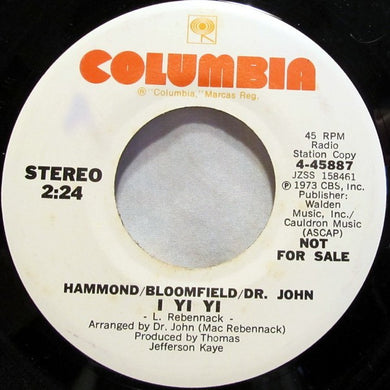 COLUMBIA
® "Columbia," Marcas Reg.
STEREO
2:24
45 RPM
Radio
Station Copy
4-45887
JZSS 158461
Ⓟ 1973 CBS, Inc.
Publisher:
Walden
Music, Inc./
Cauldron Music
(ASCAP)
NOT
FOR SALE
HAMMOND/BLOOMFIELD/DR. JOHN
I YI YI
- L. Rebennack -
Arranged by Dr. John (Mac Rebennack)
Produced by Thomas
Jefferson Kaye